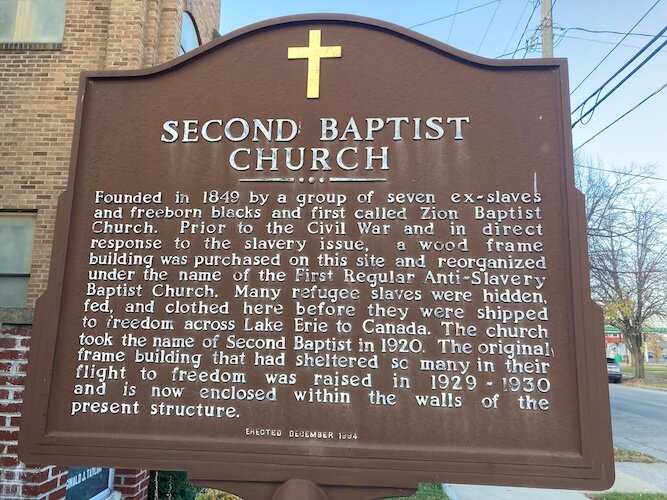 SECOND BAPTIST
CHURCH
Founded in 1849 by a group of seven ex-slaves
and freeborn blacks and first called Zion Baptist
Church. Prior to the Civil War and in direct
response to the slavery issue, a wood frame
building was purchased on this site and reorganized
under the name of the First Regular Anti-Slavery
Baptist Church. Many refugee slaves were hidden,
fed, and clothed here before they were shipped
to freedom across Lake Erie to Canada. The church
took the name of Second Baptist in 1920. The original
frame building that had sheltered so many in their
flight to freedom was raised in 1929 - 1930
and is now enclosed within the walls of the
present structure.
ERECTED DECEMBER 1994